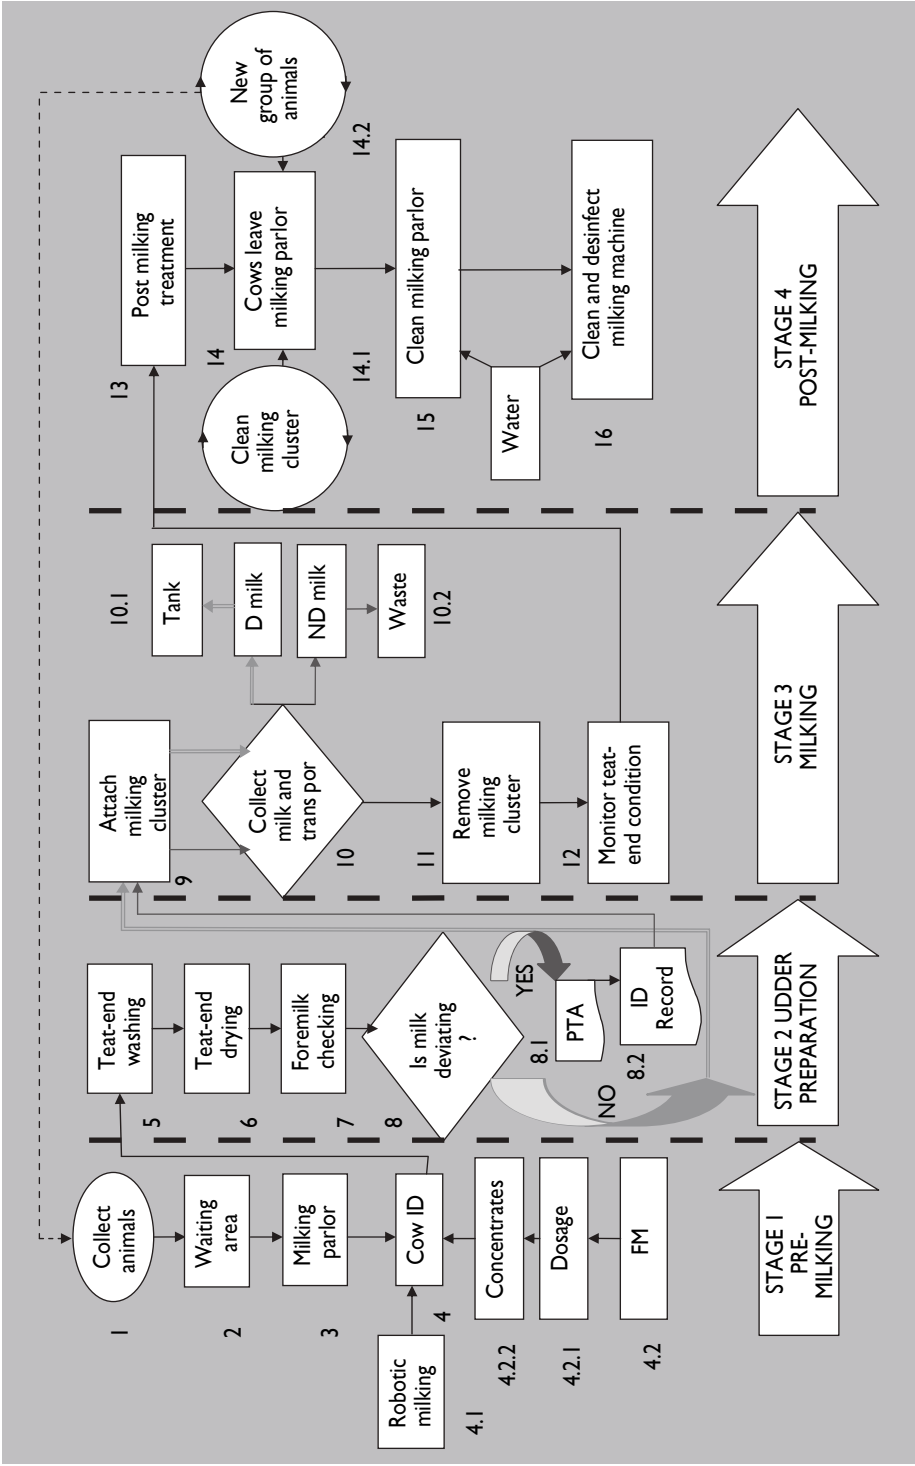 1
Collect
animals
2
Waiting
area
3
Milking
parlor
4
Cow ID
Robotic
milking
4.1
4.2.2
Concentrates
4.2.1
Dosage
4.2
FM
STAGE 1
PRE-
MILKING
5
Teat-end
washing
6
Teat-end
drying
7
Foremilk
checking
8
Is milk
deviating
?
NO
YES
8.1
PTA
8.2
ID
Record
STAGE 2 UDDER
PREPARATION
9
Attach
milking
cluster
10
Collect
milk and
trans por
10.1
Tank
D milk
ND milk
Waste
10.2
11
Remove
milking
cluster
12
Monitor teat-
end condition
STAGE 3
MILKING
13
Post milking
treatment
14
Cows leave
milking parlor
Clean
milking
cluster
14.1
New
group of
animals
14.2
15
Clean milking parlor
Water
16
Clean and desinfect
milking machine
STAGE 4
POST-MILKING